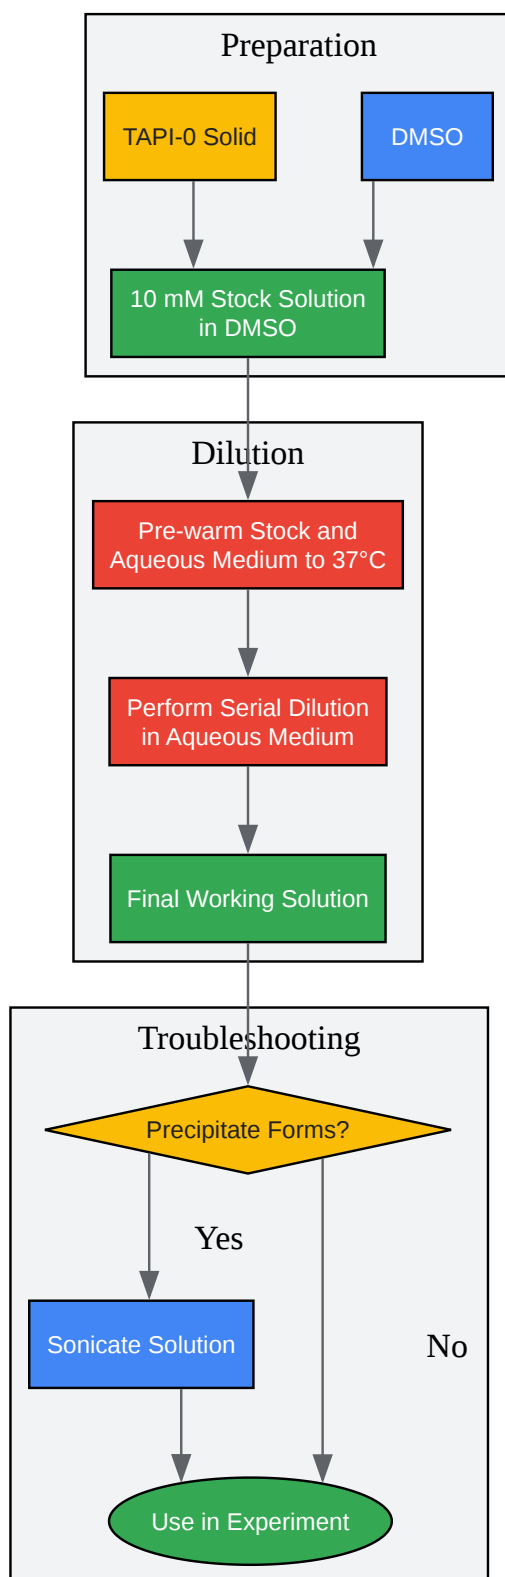 Preparation
TAPI-0 Solid
DMSO
10 mM Stock Solution
in DMSO
Dilution
Pre-warm Stock and
Aqueous Medium to 37°C
Perform Serial Dilution
in Aqueous Medium
Final Working Solution
Troubleshooting
Precipitate Forms?
Yes
Sonicate Solution
No
Use in Experiment